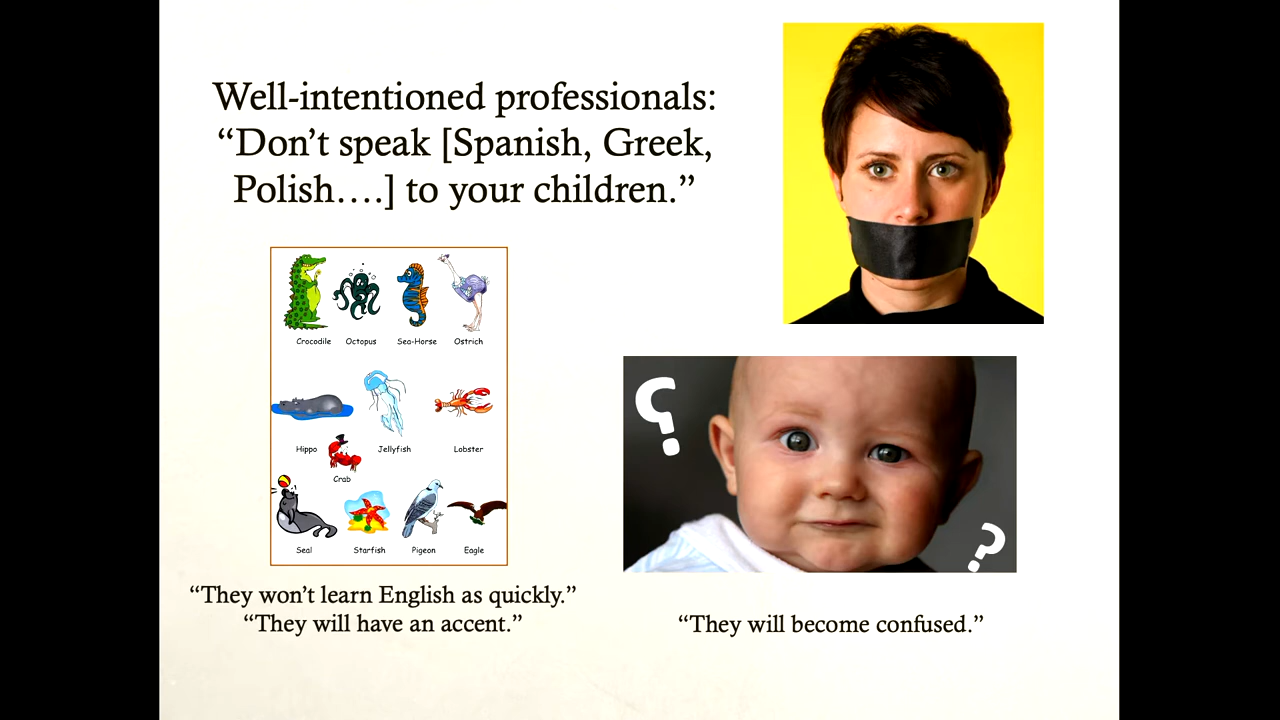 Well-intentioned professionals:
“Don’t speak [Spanish, Greek,
Polish….] to your children.”
Crocodile Octopus Sea-Horse Ostrich
Hippo Jellyfish Lobster
Crab
Seal Starfish Pigeon Eagle
? ?
“They won’t learn English as quickly.”
“They will have an accent.”
“They will become confused.”